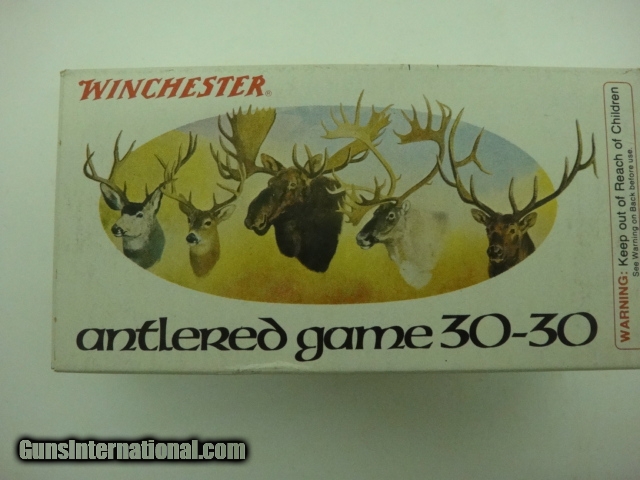 WINCHESTER®
antlered game 30-30
WARNING: Keep out of Reach of Children
See Warning on Back before use.
GunsInternational.com